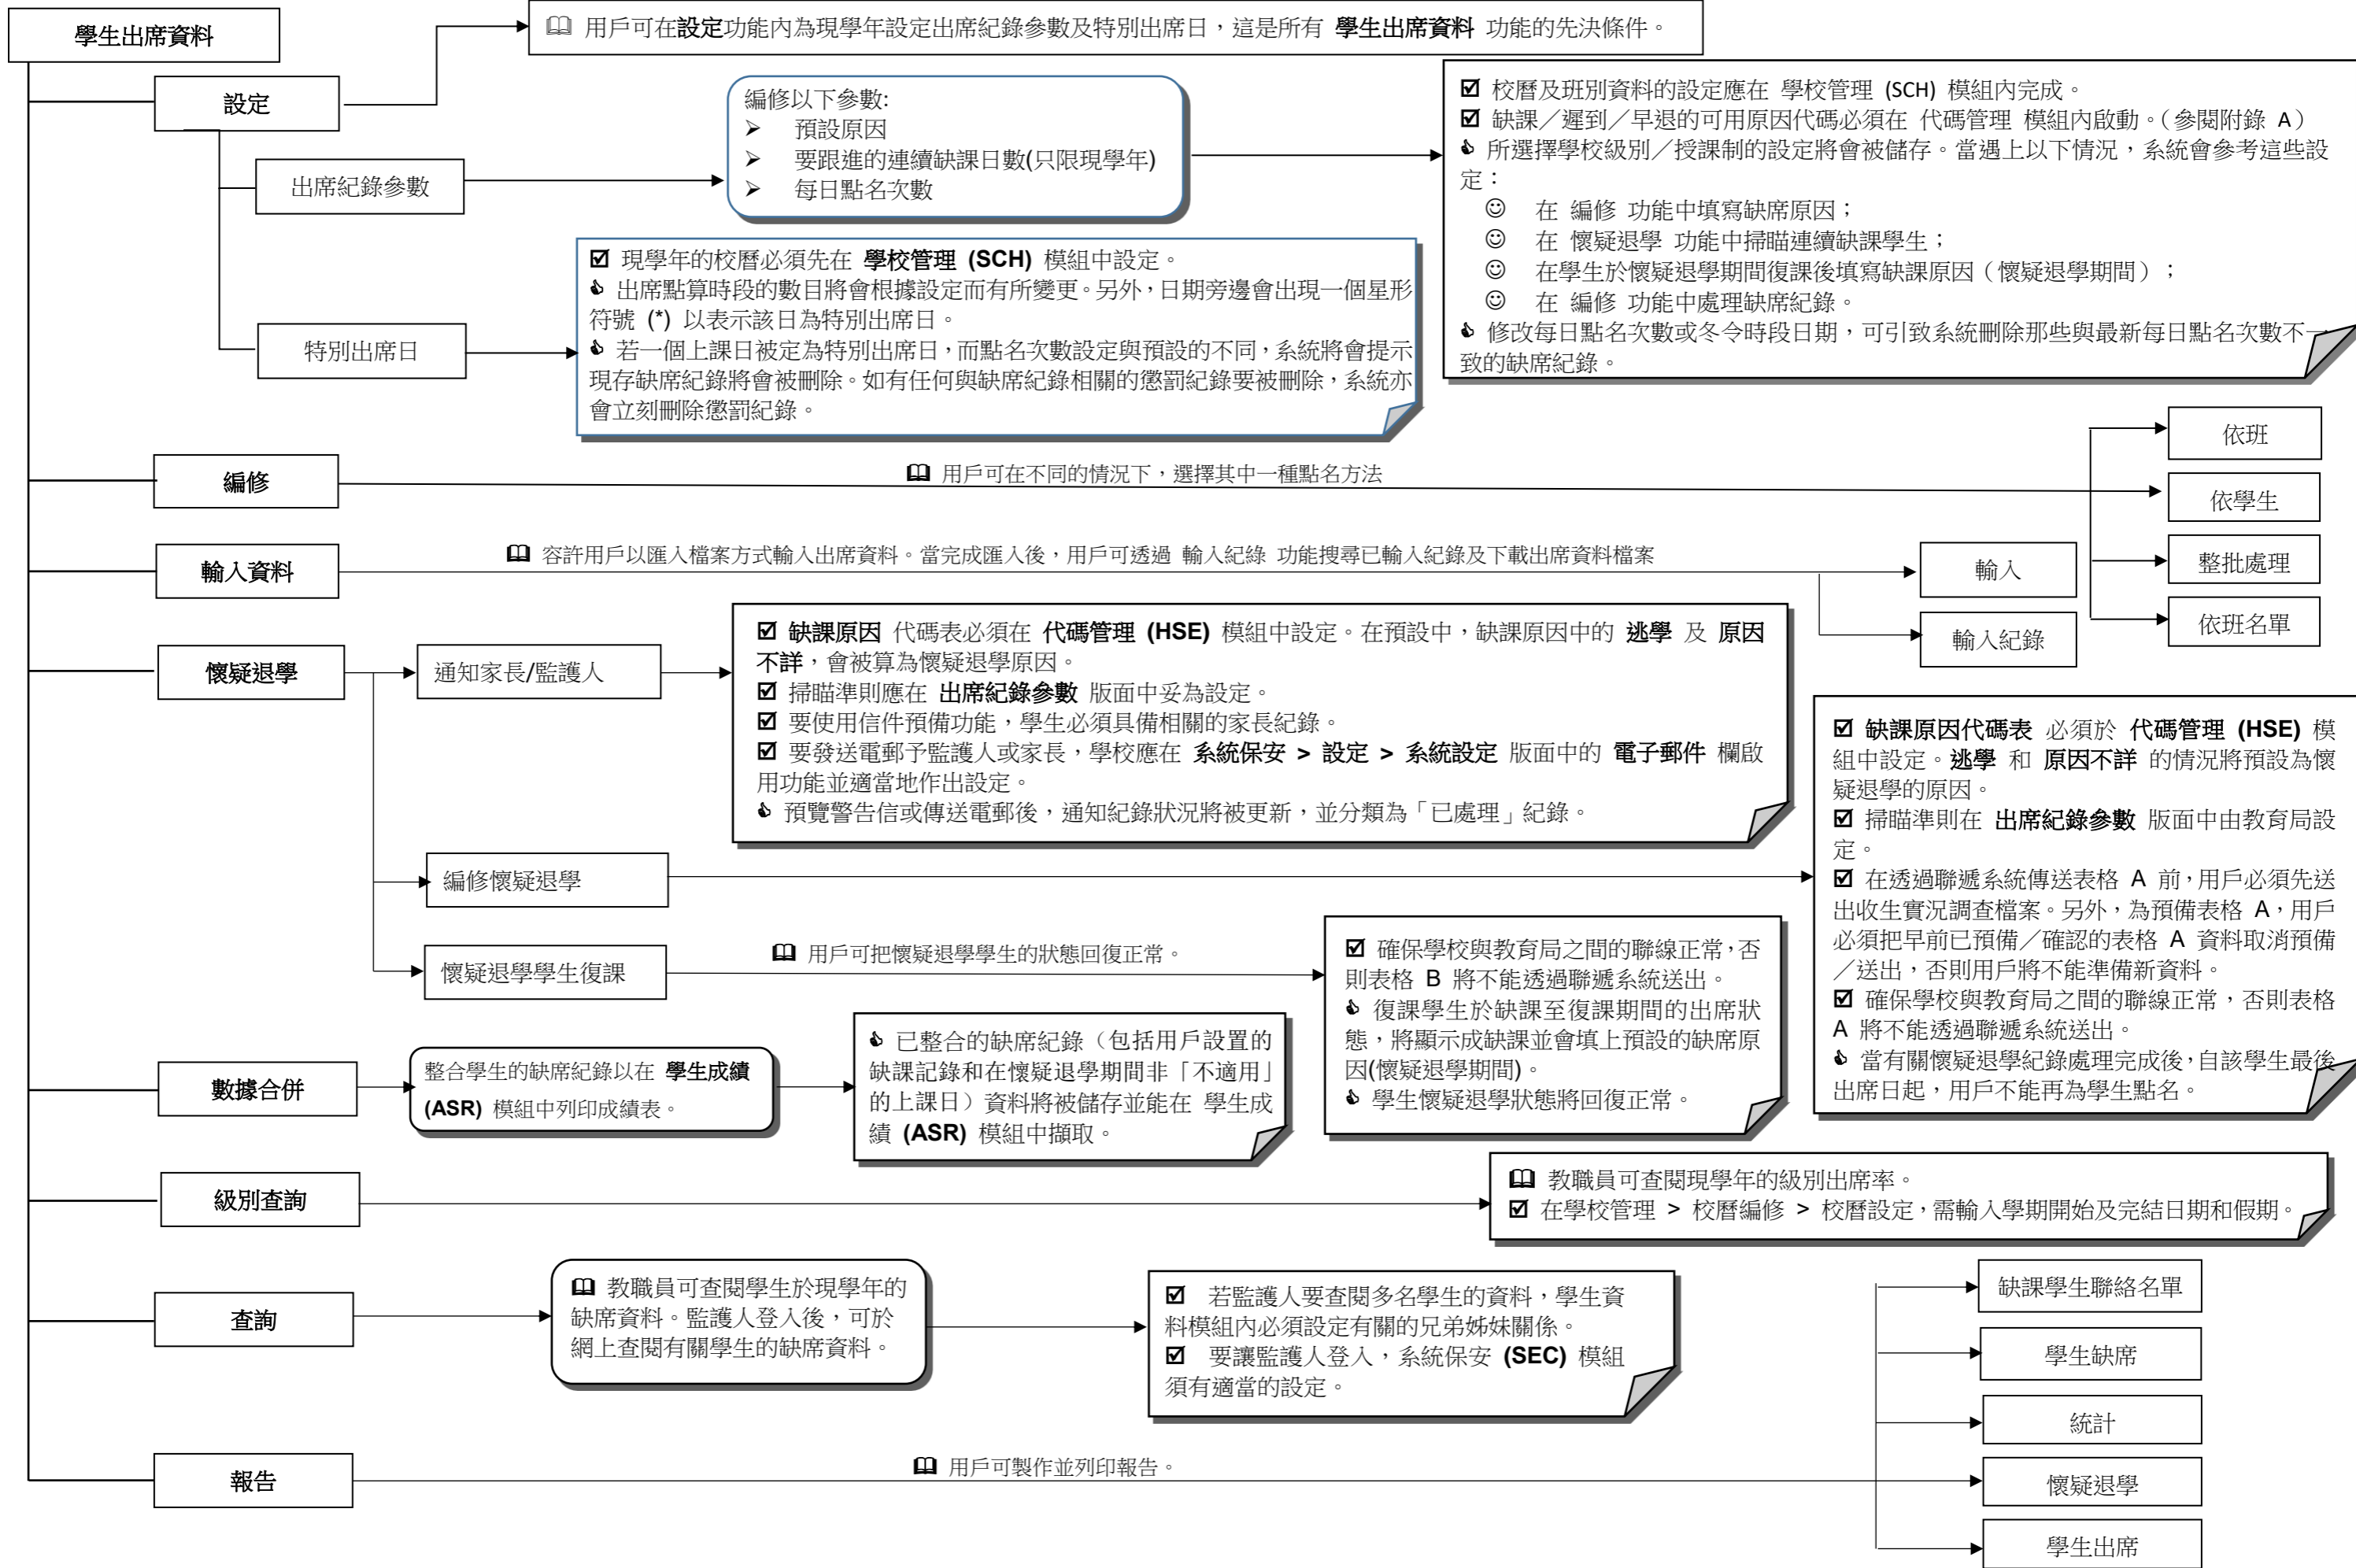 學生出席資料
🕮 用戶可在設定功能內為現學年設定出席紀錄參數及特別出席日，這是所有 學生出席資料 功能的先決條件。
設定
出席紀錄參數
編修以下參數:
➢ 預設原因
➢ 要跟進的連續缺課日數(只限現學年)
➢ 每日點名次數
☑ 校曆及班別資料的設定應在 學校管理 (SCH) 模組內完成。
☑ 缺課／遲到／早退的可用原因代碼必須在 代碼管理 模組內啟動。（參閱附錄 A）
👍 所選擇學校級別／授課制的設定將會被儲存。當遇上以下情況，系統會參考這些設
定：
☺ 在 編修 功能中填寫缺席原因；
☺ 在 懷疑退學 功能中掃瞄連續缺課學生；
☺ 在學生於懷疑退學期間復課後填寫缺課原因（懷疑退學期間）；
☺ 在 編修 功能中處理缺席紀錄。
👍 修改每日點名次數或冬令時段日期，可引致系統刪除那些與最新每日點名次數不一
致的缺席紀錄。
特別出席日
☑ 現學年的校曆必須先在 學校管理 (SCH) 模組中設定。
👍 出席點算時段的數目將會根據設定而有所變更。另外，日期旁邊會出現一個星形
符號 (*) 以表示該日為特別出席日。
👍 若一個上課日被定為特別出席日，而點名次數設定與預設的不同，系統將會提示
現存缺席紀錄將會被刪除。如有任何與缺席紀錄相關的懲罰紀錄要被刪除，系統亦
會立刻刪除懲罰紀錄。
編修
🕮 用戶可在不同的情況下，選擇其中一種點名方法
依班
依學生
整批處理
依班名單
輸入資料
🕮 容許用戶以匯入檔案方式輸入出席資料。當完成匯入後，用戶可透過 輸入紀錄 功能搜尋已輸入紀錄及下載出席資料檔案
輸入
輸入紀錄
懷疑退學
通知家長/監護人
☑ 缺課原因 代碼表必須在 代碼管理 (HSE) 模組中設定。在預設中，缺課原因中的 逃學 及 原因
不詳，會被算為懷疑退學原因。
☑ 掃瞄準則應在 出席紀錄參數 版面中妥為設定。
☑ 要使用信件預備功能，學生必須具備相關的家長紀錄。
☑ 要發送電郵予監護人或家長，學校應在 系統保安 > 設定 > 系統設定 版面中的 電子郵件 欄啟
用功能並適當地作出設定。
👍 預覽警告信或傳送電郵後，通知紀錄狀況將被更新，並分類為「已處理」紀錄。
編修懷疑退學
☑ 缺課原因代碼表 必須於 代碼管理 (HSE) 模
組中設定。逃學 和 原因不詳 的情況將預設為懷
疑退學的原因。
☑ 掃瞄準則在 出席紀錄參數 版面中由教育局設
定。
☑ 在透過聯遞系統傳送表格 A 前，用戶必須先送
出收生實況調查檔案。另外，為預備表格 A，用戶
必須把早前已預備／確認的表格 A 資料取消預備
／送出，否則用戶將不能準備新資料。
☑ 確保學校與教育局之間的聯線正常，否則表格
A 將不能透過聯遞系統送出。
👍 當有關懷疑退學紀錄處理完成後，自該學生最後
出席日起，用戶不能再為學生點名。
懷疑退學學生復課
🕮 用戶可把懷疑退學學生的狀態回復正常。
☑ 確保學校與教育局之間的聯線正常，否
則表格 B 將不能透過聯遞系統送出。
👍 復課學生於缺課至復課期間的出席狀
態，將顯示成缺課並會填上預設的缺席原
因(懷疑退學期間)。
👍 學生懷疑退學狀態將回復正常。
數據合併
整合學生的缺席紀錄以在 學生成績
(ASR) 模組中列印成績表。
👍 已整合的缺席紀錄（包括用戶設置的
缺課記錄和在懷疑退學期間非「不適用」
的上課日）資料將被儲存並能在 學生成
績 (ASR) 模組中擷取。
級別查詢
🕮 教職員可查閱現學年的級別出席率。
☑ 在學校管理 > 校曆編修 > 校曆設定，需輸入學期開始及完結日期和假期。
查詢
🕮 教職員可查閱學生於現學年的
缺席資料。監護人登入後，可於
網上查閱有關學生的缺席資料。
☑ 若監護人要查閱多名學生的資料，學生資
料模組內必須設定有關的兄弟姊妹關係。
☑ 要讓監護人登入，系統保安 (SEC) 模組
須有適當的設定。
報告
🕮 用戶可製作並列印報告。
缺課學生聯絡名單
學生缺席
統計
懷疑退學
學生出席